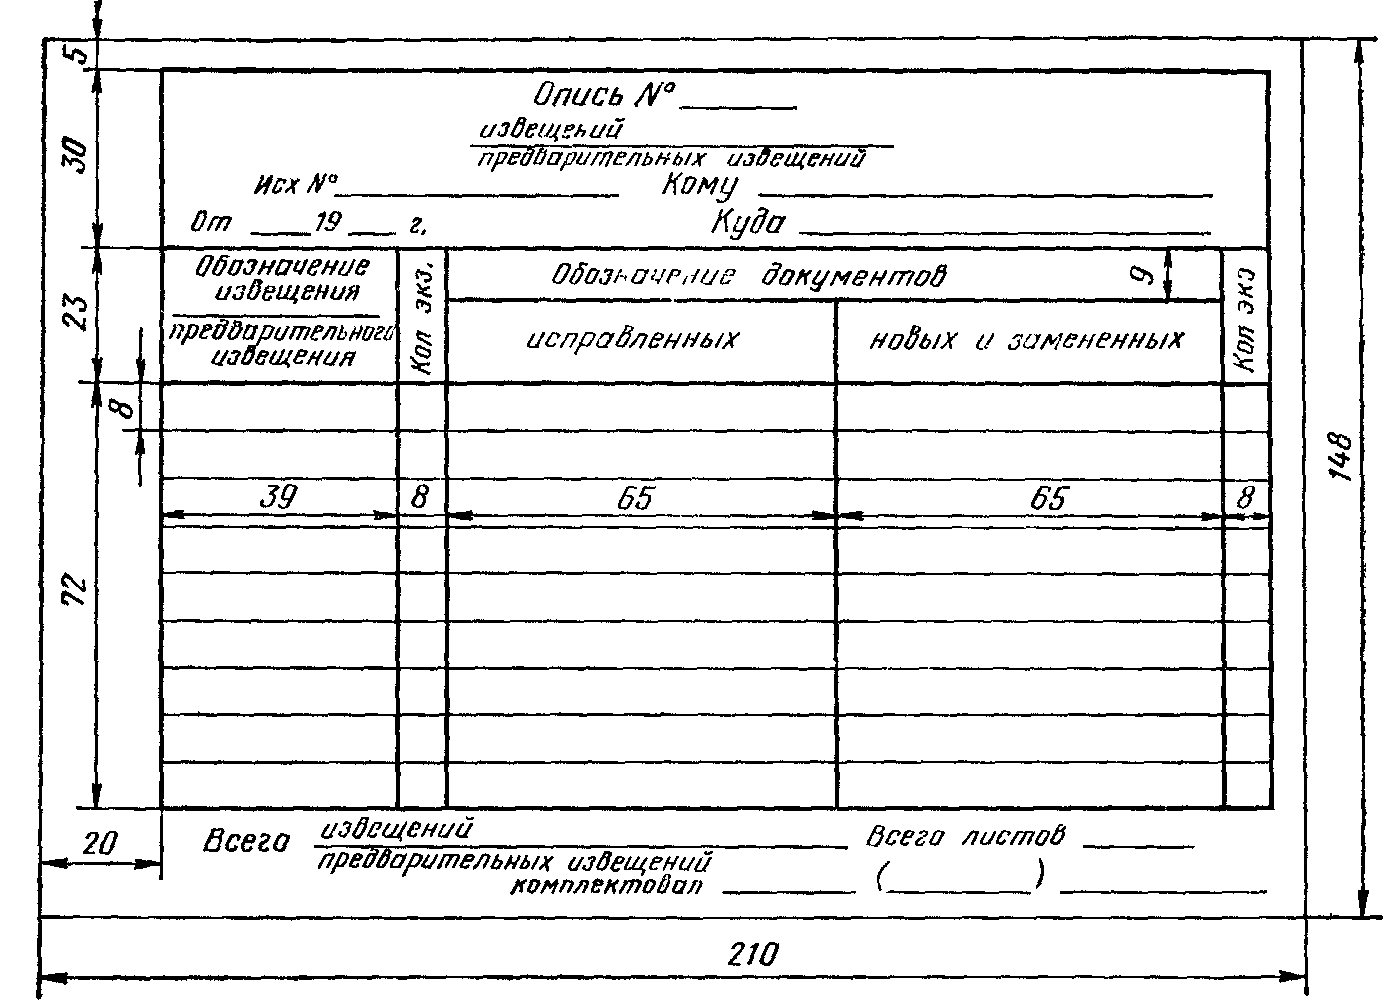 5
Опись №
извещений
предварительных извещений
30
Исх № Кому
От 19 г.
Куда
Обозначение извещения
предварительного извещения
Кол экз.
Обозначение документов
9
Кол экз
23
исправленных
новых и замененных
8
148
39 8 65 65 8
72
20
Всего извещений
предварительных извещений
Всего листов
комплектовал ( )
210